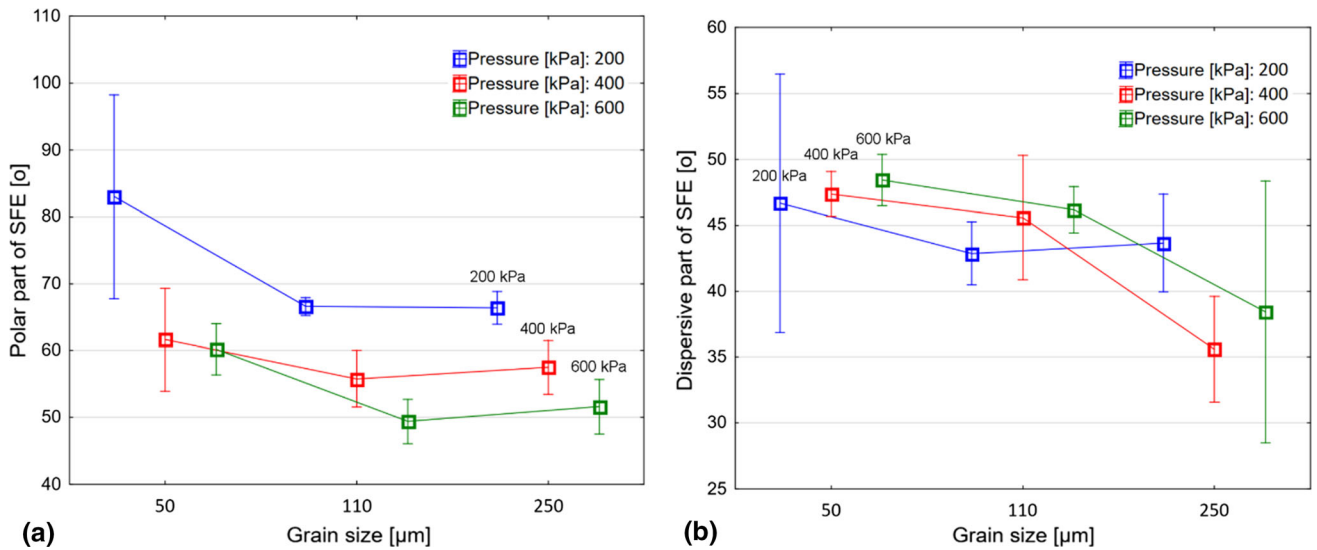 110
100
90
80
70
60
50
40
Polar part of SFE [o]
Pressure [kPa]: 200
Pressure [kPa]: 400
Pressure [kPa]: 600
200 kPa
400 kPa
600 kPa
50
110
250
Grain size [µm]
(a)
60
55
50
45
40
35
30
25
Dispersive part of SFE [o]
Pressure [kPa]: 200
Pressure [kPa]: 400
Pressure [kPa]: 600
200 kPa
400 kPa
600 kPa
50
110
250
Grain size [µm]
(b)